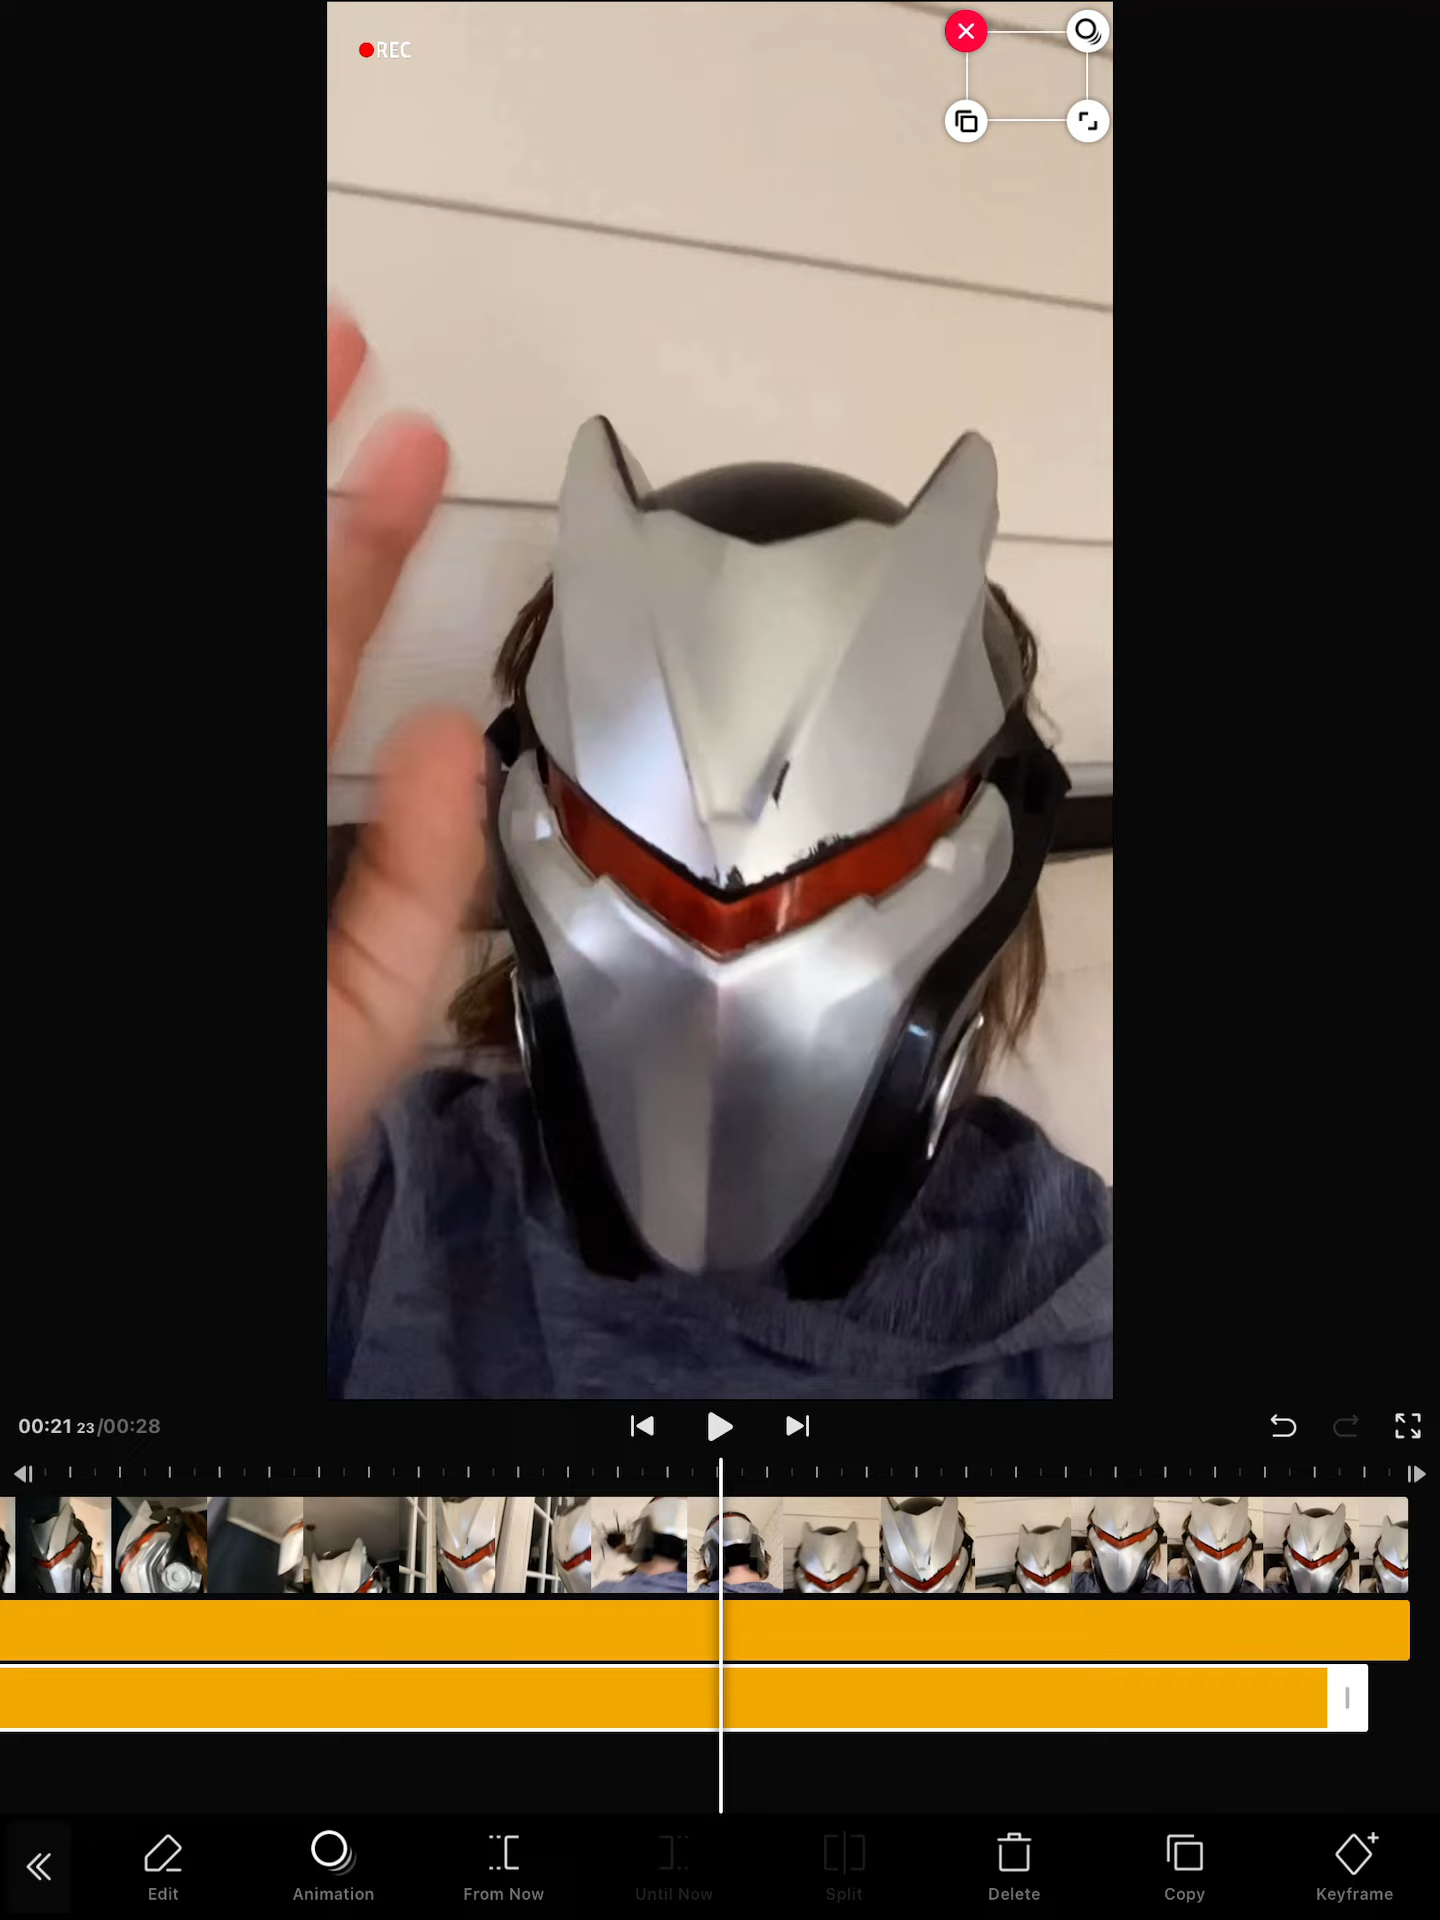 REC
00:21 23/00:28
Edit
Animation
From Now
Until Now
Split
Delete
Copy
Keyframe